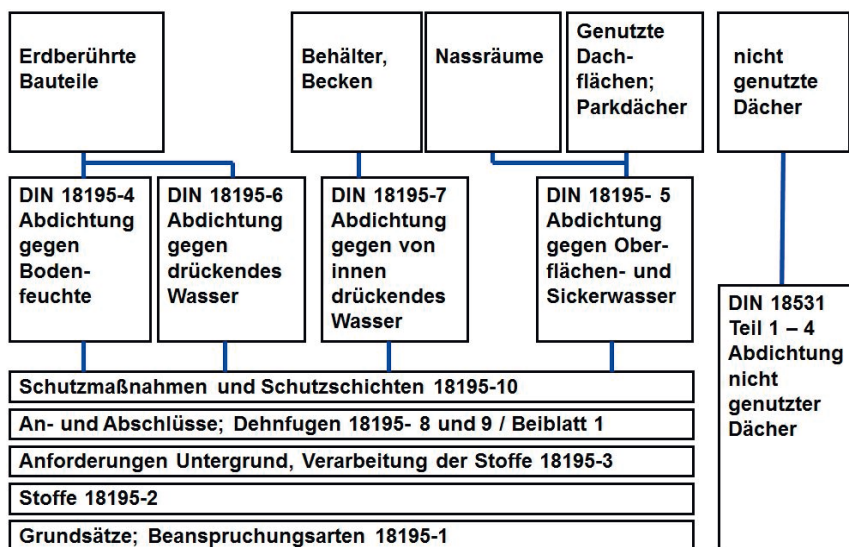 Erdberührte
Bauteile
Behälter,
Becken
Nassräume
Genutzte
Dach-
flächen;
Parkdächer
nicht
genutzte
Dächer
DIN 18195-4
Abdichtung
gegen
Boden-
feuchte
DIN 18195-6
Abdichtung
gegen
drückendes
Wasser
DIN 18195-7
Abdichtung
gegen von
innen
drückendes
Wasser
DIN 18195- 5
Abdichtung
gegen Ober-
flächen- und
Sickerwasser
DIN 18531
Teil 1 – 4
Abdichtung
nicht
genutzter
Dächer
Schutzmaßnahmen und Schutzschichten 18195-10
An- und Abschlüsse; Dehnfugen 18195- 8 und 9 / Beiblatt 1
Anforderungen Untergrund, Verarbeitung der Stoffe 18195-3
Stoffe 18195-2
Grundsätze; Beanspruchungsarten 18195-1